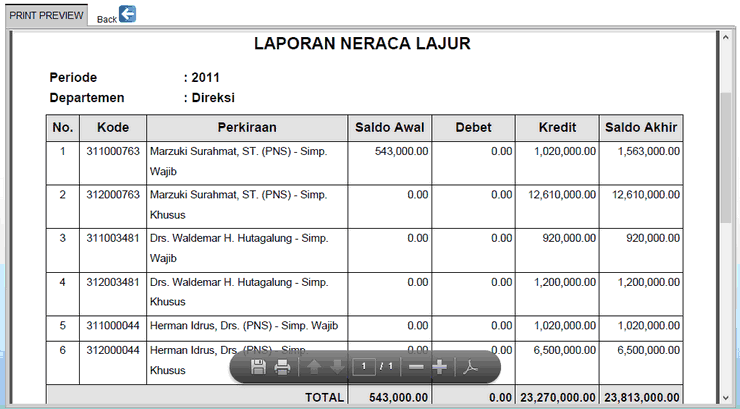 PRINT PREVIEW Back
LAPORAN NERACA LAJUR
Periode : 2011
Departemen : Direksi
No. Kode Perkiraan Saldo Awal Debet Kredit Saldo Akhir
1 311000763 Marzuki Surahmat, ST. (PNS) - Simp. 543,000.00 0.00 1,020,000.00 1,563,000.00
Wajib
2 312000763 Marzuki Surahmat, ST. (PNS) - Simp. 0.00 0.00 12,610,000.00 12,610,000.00
Khusus
3 311003481 Drs. Waldemar H. Hutagalung - Simp. 0.00 0.00 920,000.00 920,000.00
Wajib
4 312003481 Drs. Waldemar H. Hutagalung - Simp. 0.00 0.00 1,200,000.00 1,200,000.00
Khusus
5 311000044 Herman Idrus, Drs. (PNS) - Simp. Wajib 0.00 0.00 1,020,000.00 1,020,000.00
6 312000044 Herman Idrus, Drs. (PNS) - Simp. 0.00 0.00 6,500,000.00 6,500,000.00
Khusus
1 / 1
TOTAL 543,000.00 0.00 23,270,000.00 23,813,000.00